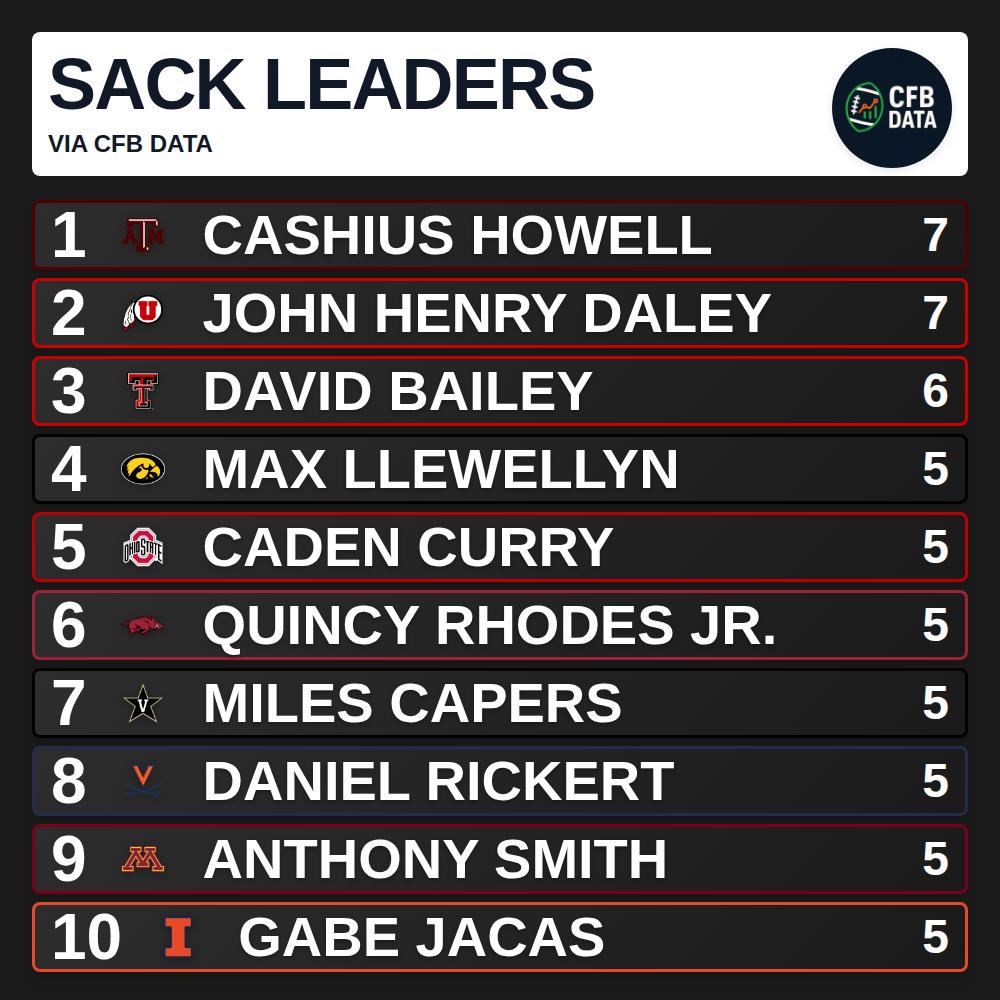 SACK LEADERS
VIA CFB DATA
CFB
DATA
1 A T M CASHIUS HOWELL 7
2 U JOHN HENRY DALEY 7
3 T T DAVID BAILEY 6
4 MAX LLEWELLYN 5
5 OHIO STATE CADEN CURRY 5
6 QUINCY RHODES JR. 5
7 V MILES CAPERS 5
8 V DANIEL RICKERT 5
9 M ANTHONY SMITH 5
10 I GABE JACAS 5